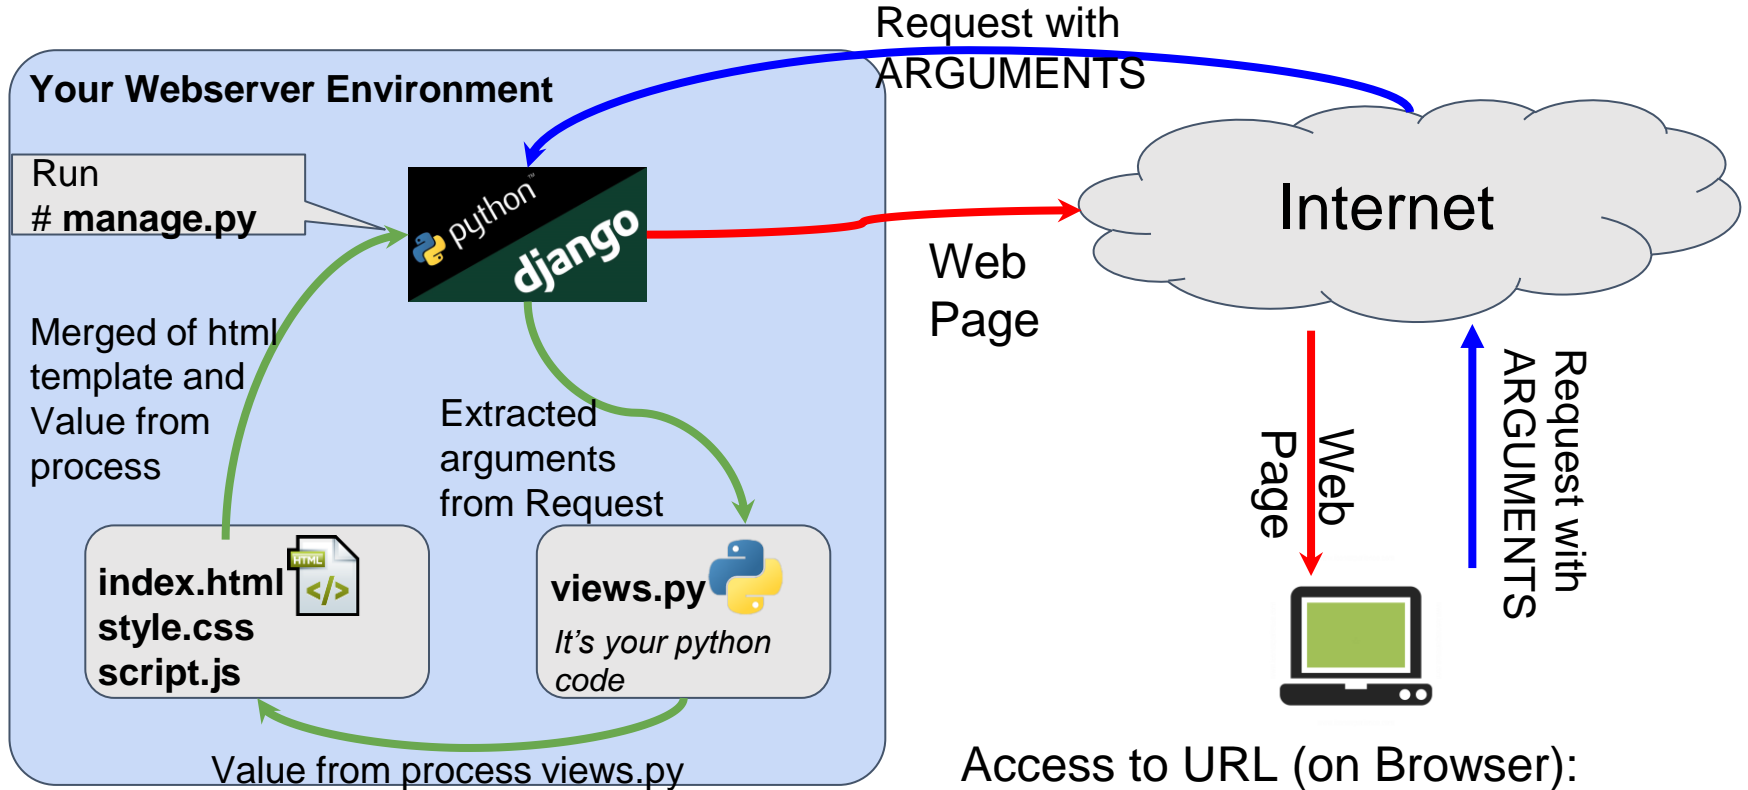 Request with
ARGUMENTS
Your Webserver Environment
Run
# manage.py
python™
django
Internet
Web
Page
Merged of html
template and
Value from
process
Extracted
arguments
from Request
Web
Page
Request with
ARGUMENTS
HTML
</>
index.html
style.css
script.js
views.py
It's your python
code
Value from process views.py
Access to URL (on Browser):